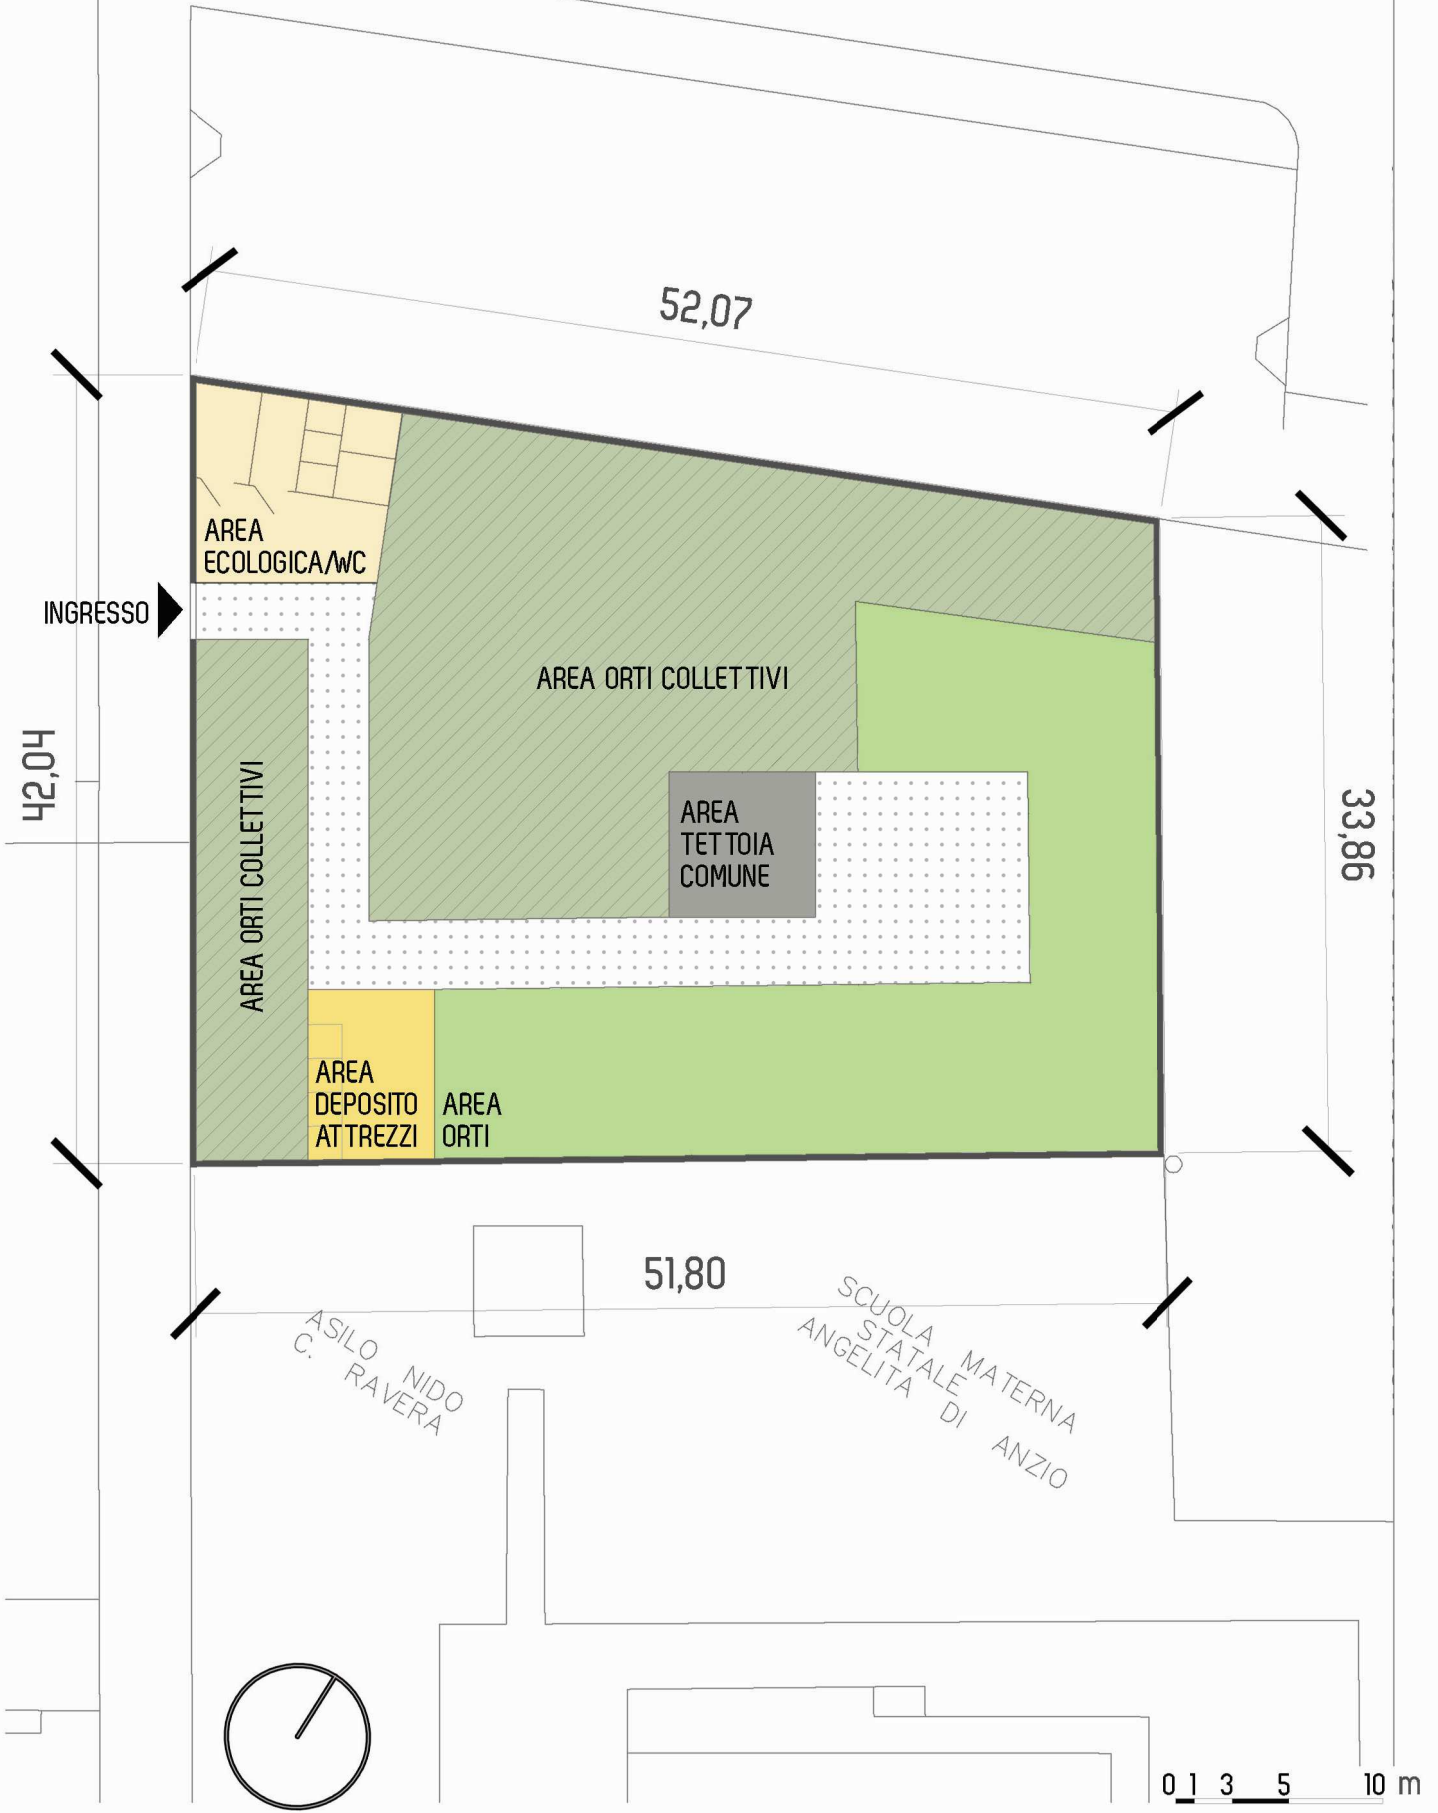 52,07
AREA
ECOLOGICA/WC
INGRESSO
AREA ORTI COLLETTIVI
42,04
AREA ORTI COLLETTIVI
AREA
TETTOIA
COMUNE
33,86
AREA
DEPOSITO
ATTREZZI
AREA
ORTI
51,80
ASILO NIDO
C. RAVERA
SCUOLA MATERNA
STATALE
ANGELITA DI ANZIO
0 1 3 5 10 m